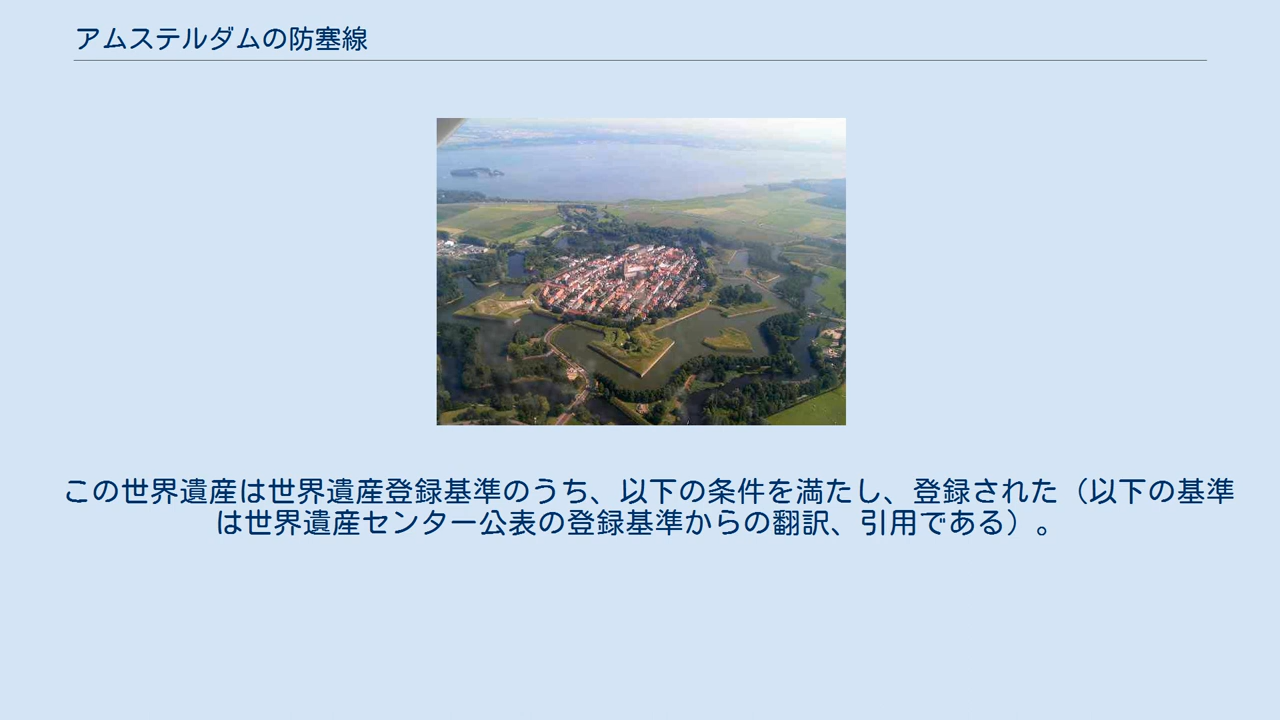 アムステルダムの防塞線
この世界遺産は世界遺産登録基準のうち、以下の条件を満たし、登録された（以下の基準
は世界遺産センター公表の登録基準からの翻訳、引用である）。